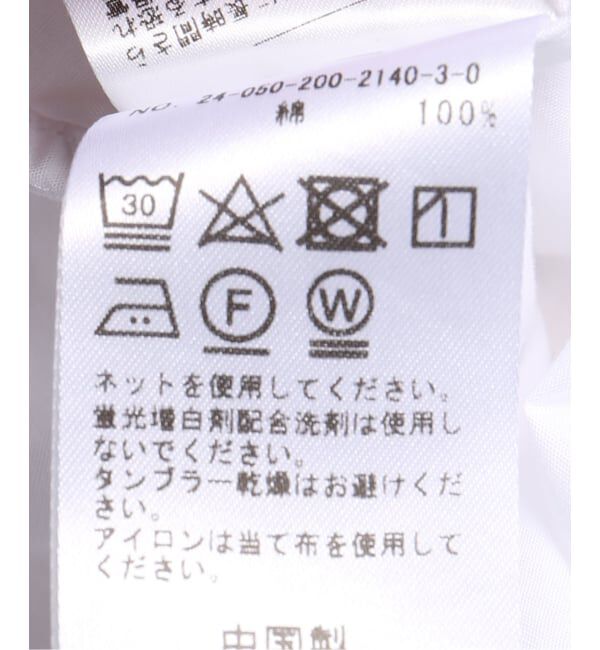 NO. 24-050-200-2140-3-0
綿 100%
30
F W
ネットを使用してください。
蛍光増白剤配合洗剤は使用し
ないでください。
タンブラー乾燥はお避けくだ
さい。
アイロンは当て布を使用して
ください。
中国製